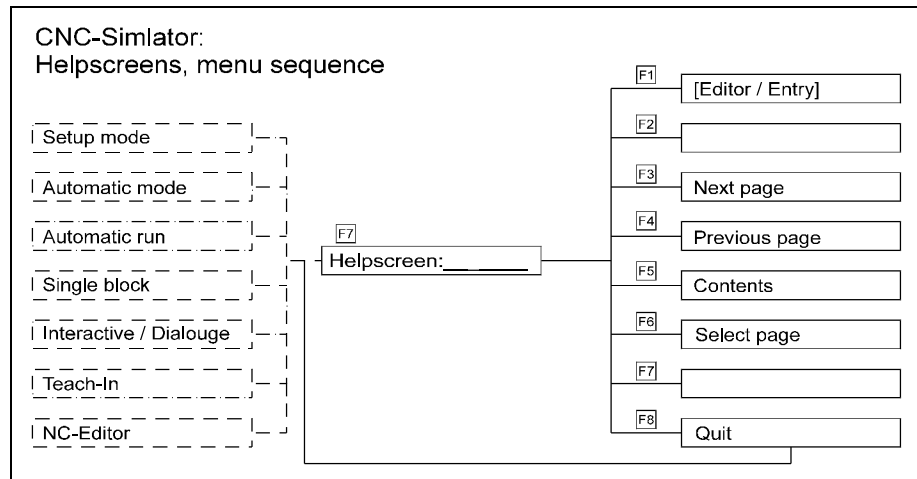 CNC-Simlator:
Helpscreens, menu sequence
Setup mode
Automatic mode
Automatic run
Single block
Interactive / Dialouge
Teach-In
NC-Editor
F7
Helpscreen:__ _____
F1
[Editor / Entry]
F2
F3
Next page
F4
Previous page
F5
Contents
F6
Select page
F7
F8
Quit